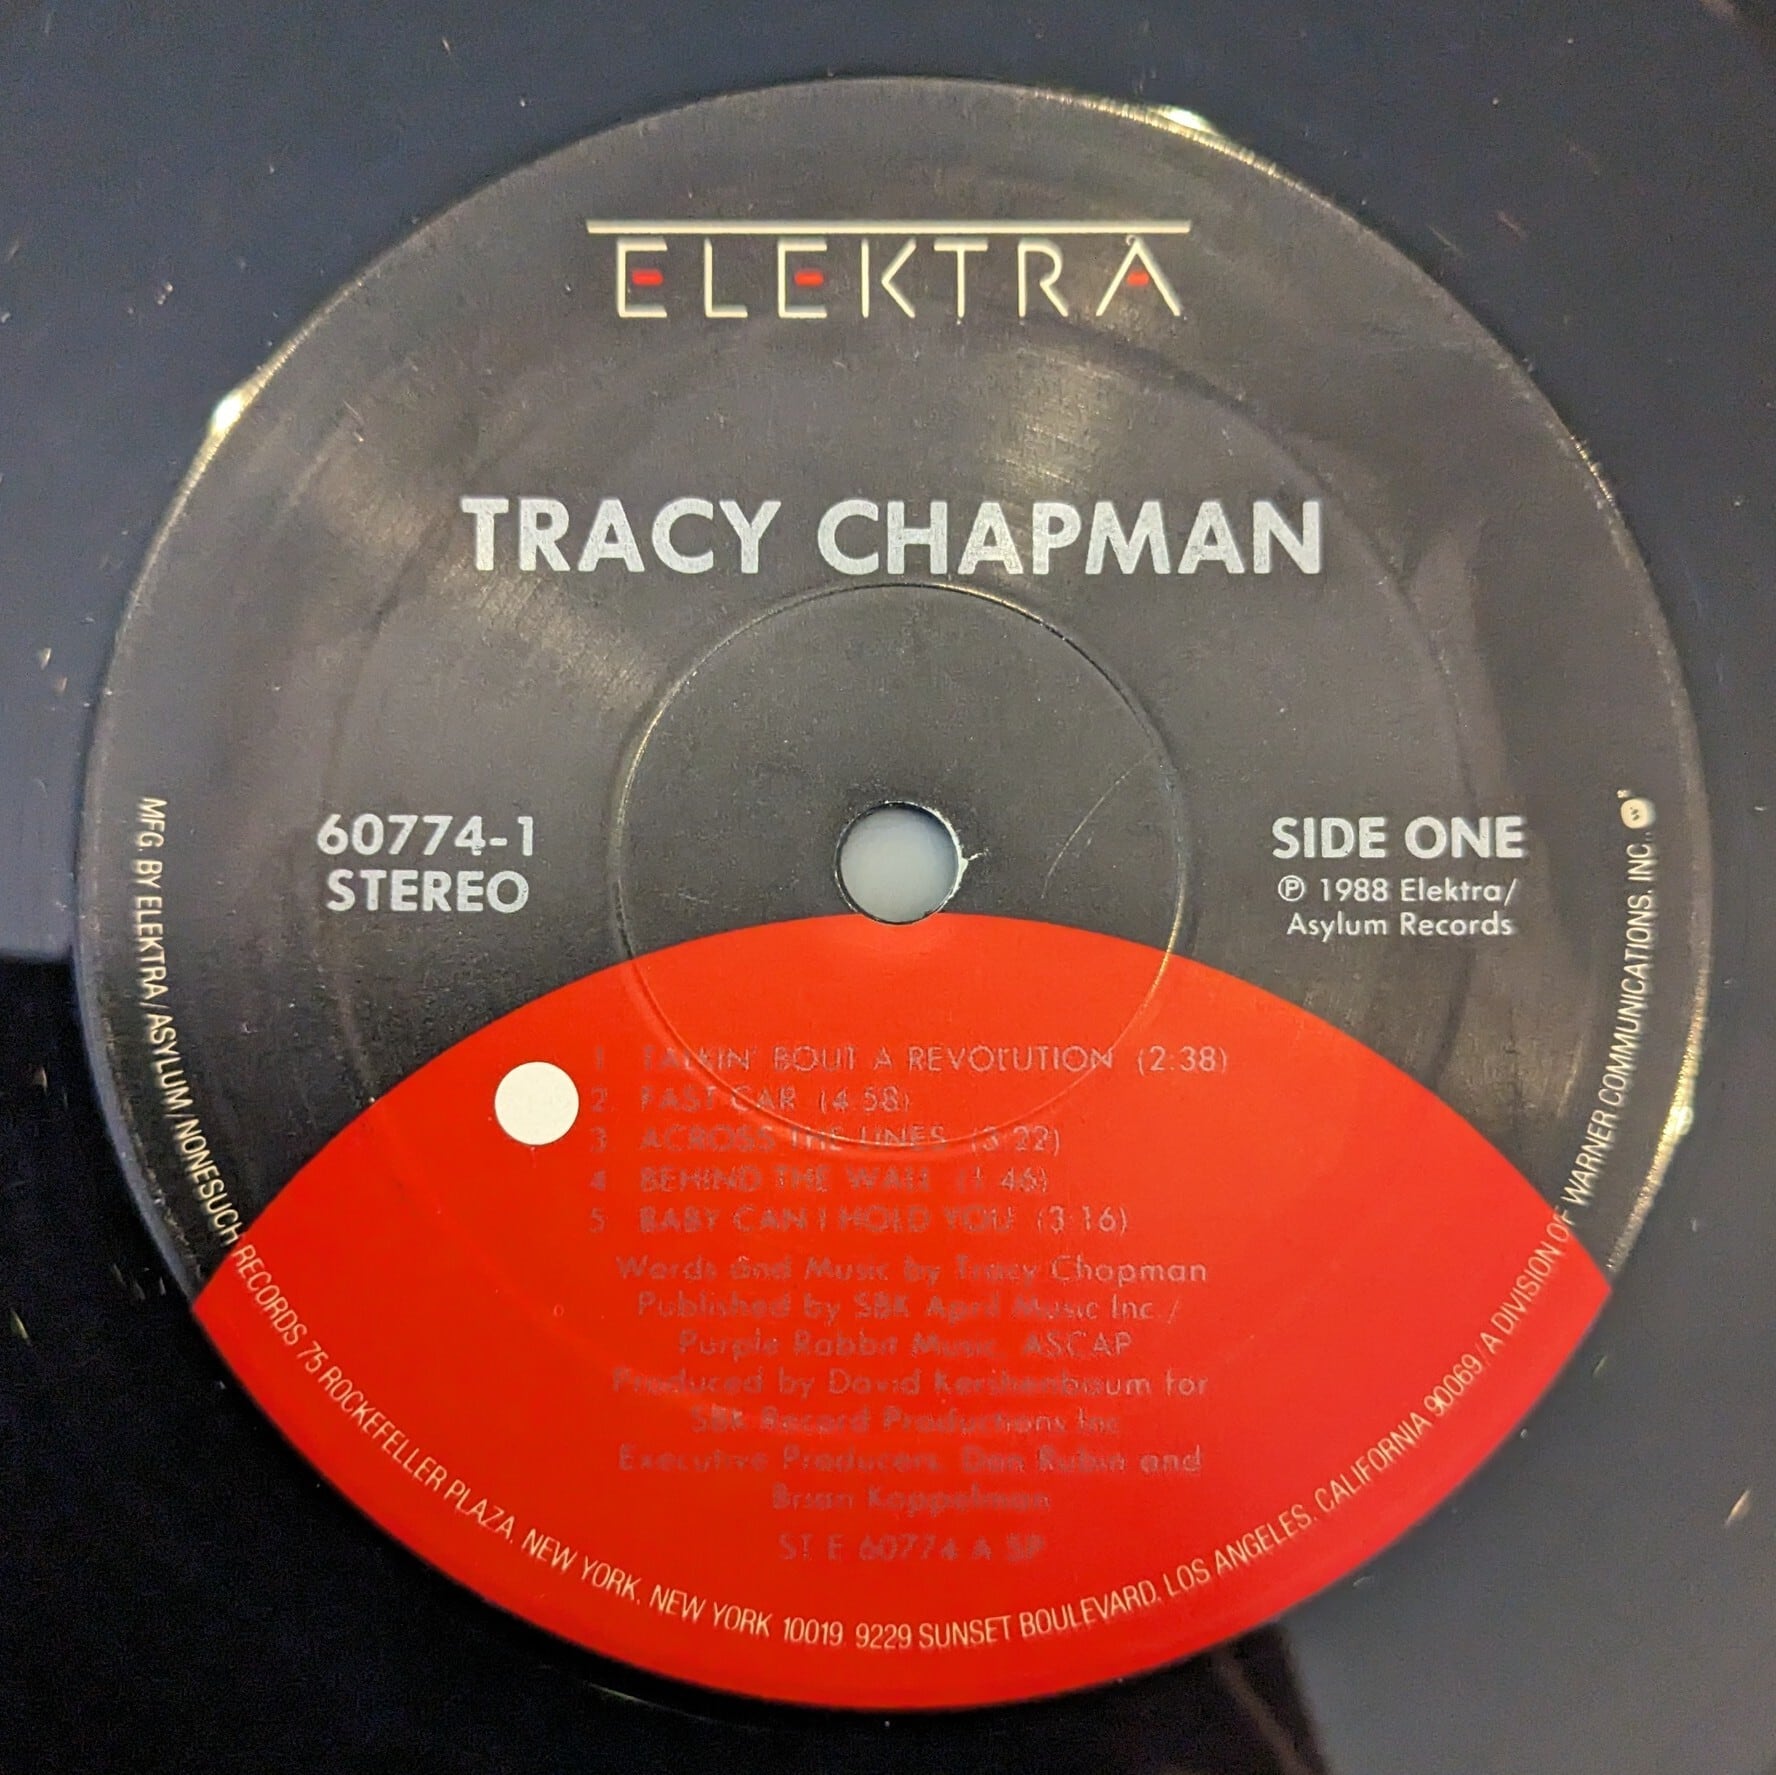 ELEKTRA
TRACY CHAPMAN
60774-1
STEREO
SIDE ONE
℗ 1988 Elektra/
Asylum Records
1 TALKIN' BOUT A REVOLUTION (2:38)
2 FAST CAR (4:58)
3 ACROSS THE LINES (3:22)
4 BEHIND THE WALL (1:46)
5 BABY CAN I HOLD YOU (3:16)
Words and Music by Tracy Chapman
Published by SBK April Music Inc./
Purple Rabbit Music, ASCAP
Produced by David Kershenbaum for
SBK Record Productions Inc
Executive Producers: Don Rubin and
Brian Koppelman
ST E 60774 A SP
MFG. BY ELEKTRA/ASYLUM/NONESUCH RECORDS 75 ROCKEFELLER PLAZA, NEW YORK, NEW YORK 10019 9229 SUNSET BOULEVARD, LOS ANGELES, CALIFORNIA 90069/A DIVISION OF WARNER COMMUNICATIONS, INC.